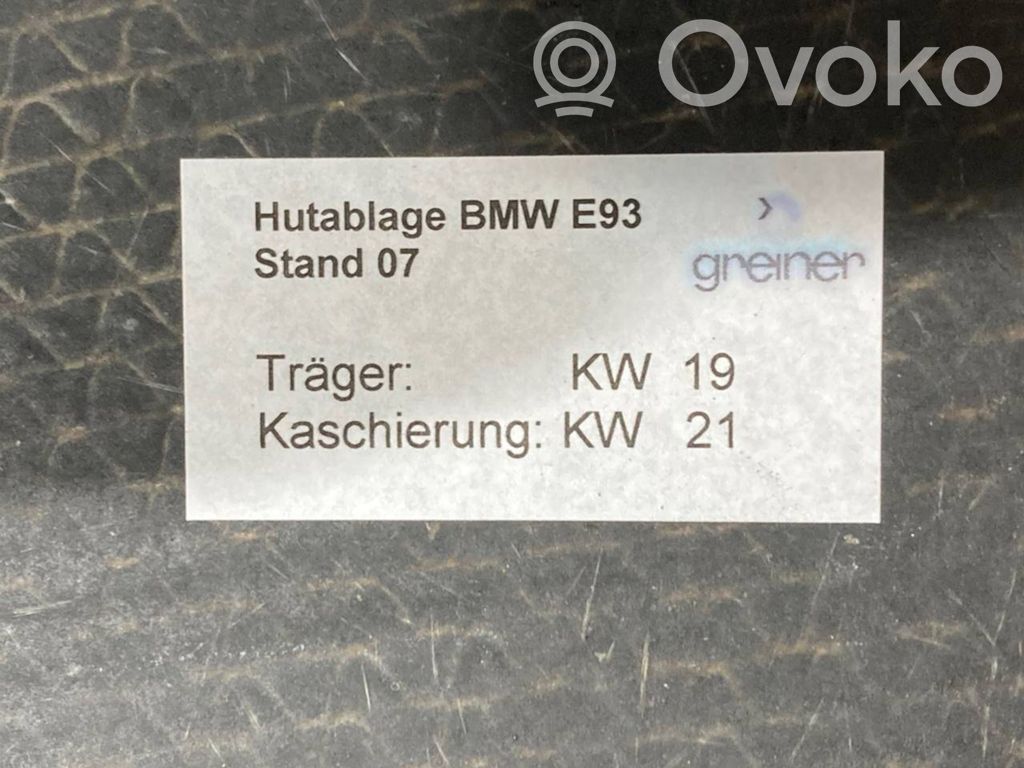 Ovoko
Hutablage BMW E93
Stand 07
greiner
Träger: KW 19
Kaschierung: KW 21